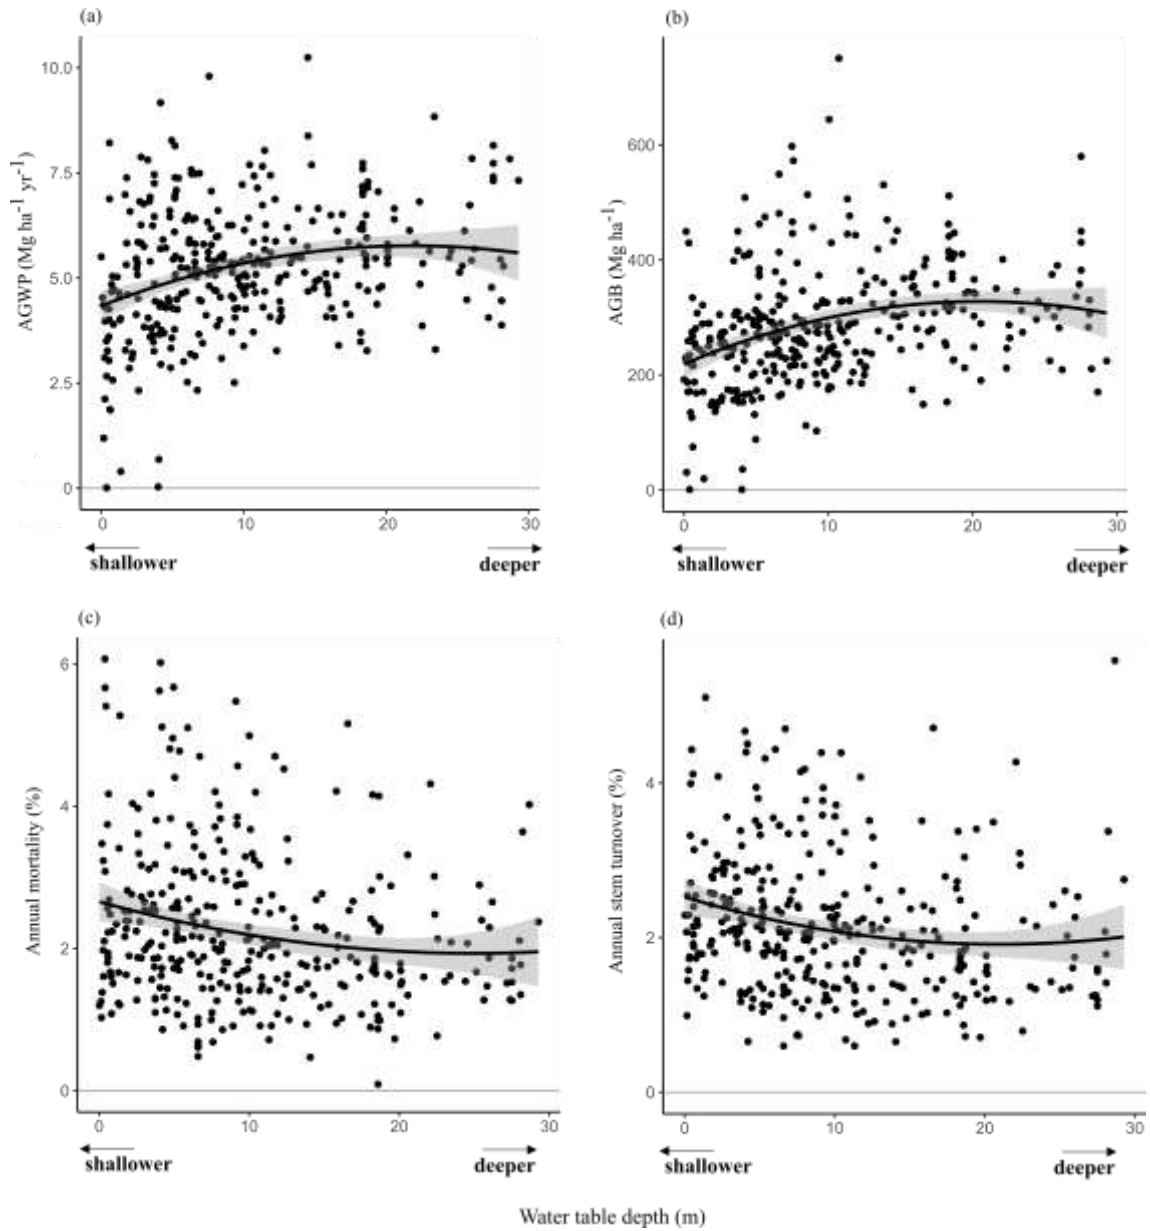 (a)
AGWP (Mg ha⁻¹ yr⁻¹)
10.0
7.5
5.0
2.5
0
0 10 20 30
shallower deeper
(b)
AGB (Mg ha⁻¹)
600
400
200
0
0 10 20 30
shallower deeper
(c)
Annual mortality (%)
6
4
2
0
0 10 20 30
shallower deeper
(d)
Annual stem turnover (%)
4
2
0
0 10 20 30
shallower deeper
Water table depth (m)